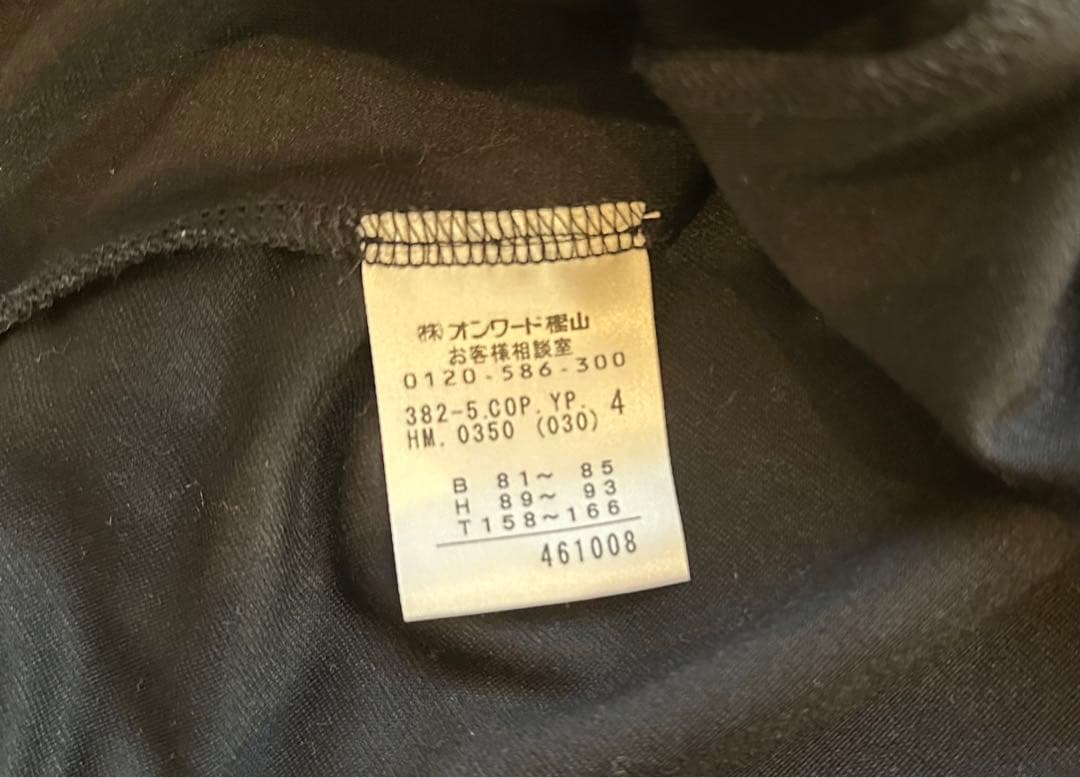 ㈱オンワード樫山
お客様相談室
0120-586-300
382-5.COP.YP. 4
HM. 0350 (030)
B 81~ 85
H 89~ 93
T 158~166
461008